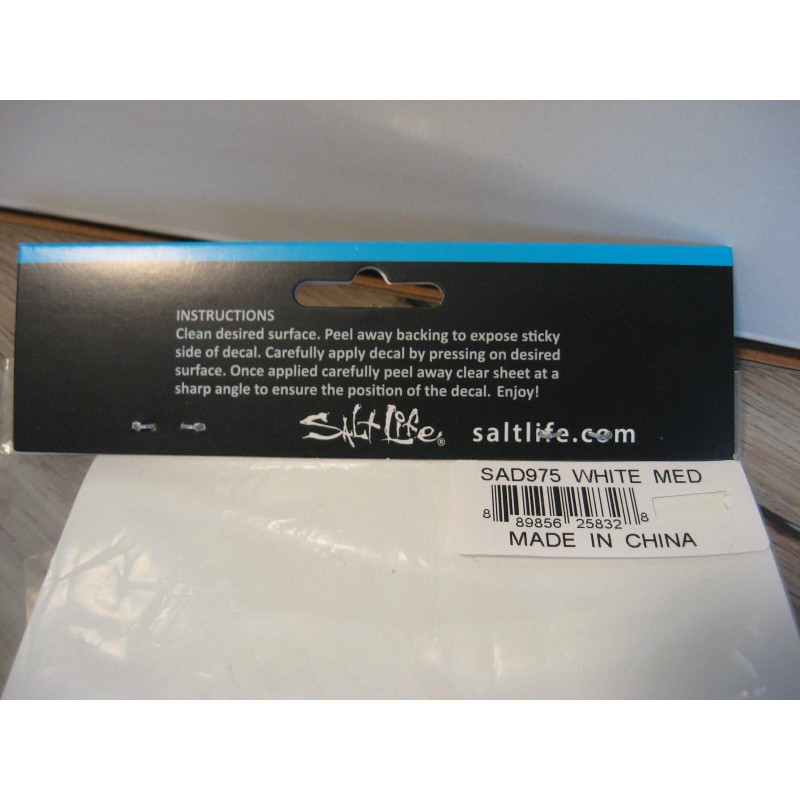 INSTRUCTIONS
Clean desired surface. Peel away backing to expose sticky
side of decal. Carefully apply decal by pressing on desired
surface. Once applied carefully peel away clear sheet at a
sharp angle to ensure the position of the decal. Enjoy!
Salt Life® saltlife.com
SAD975 WHITE MED
8 89856 25832 8
MADE IN CHINA